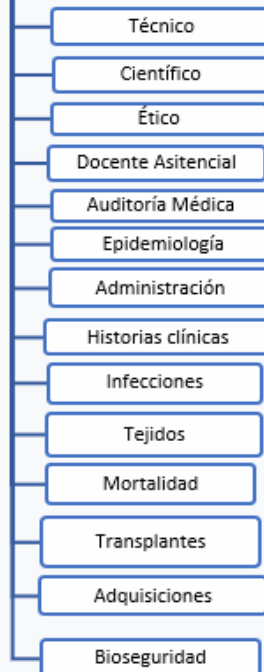 Técnico
Científico
Ético
Docente Asitencial
Auditoría Médica
Epidemiología
Administración
Historias clínicas
Infecciones
Tejidos
Mortalidad
Transplantes
Adquisiciones
Bioseguridad